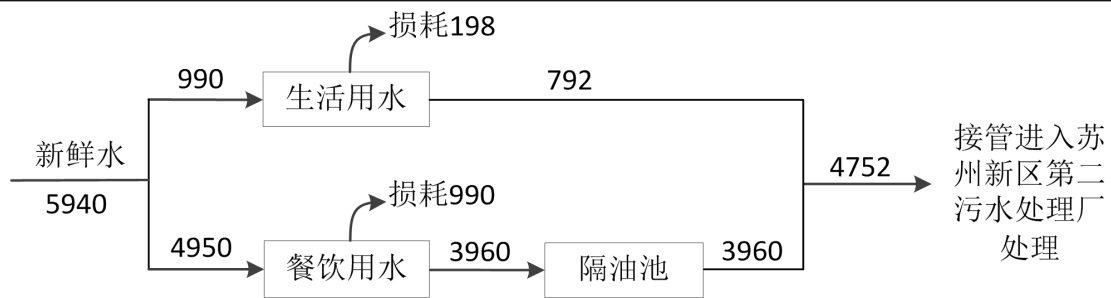 损耗198
990
生活用水
792
新鲜水
5940
接管进入苏
州新区第二
污水处理厂
处理
4752
损耗990
4950
餐饮用水
3960
隔油池
3960